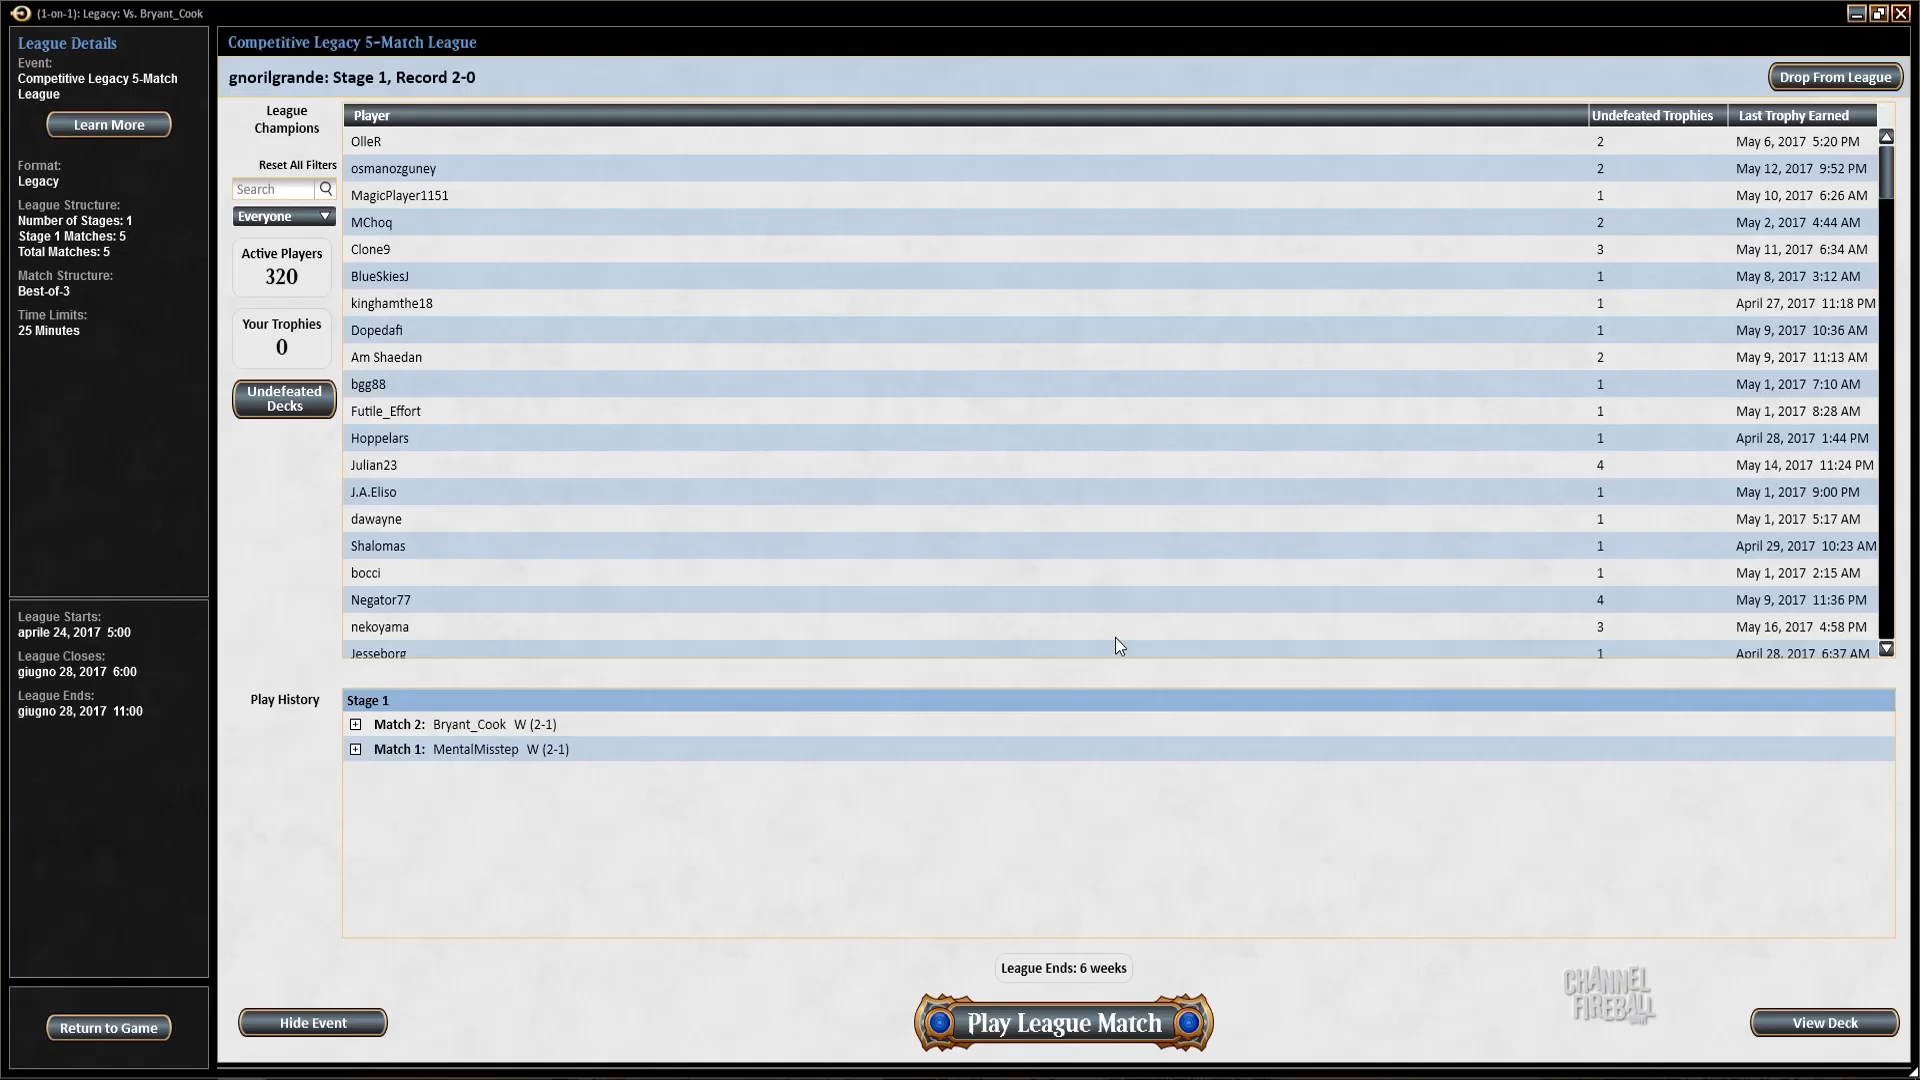 (1-on-1): Legacy: Vs. Bryant_Cook
League Details
Event:
Competitive Legacy 5-Match
League
Learn More
Format:
Legacy
League Structure:
Number of Stages: 1
Stage 1 Matches: 5
Total Matches: 5
Match Structure:
Best-of-3
Time Limits:
25 Minutes
League Starts:
aprile 24, 2017 5:00
League Closes:
giugno 28, 2017 6:00
League Ends:
giugno 28, 2017 11:00
Return to Game
Competitive Legacy 5-Match League
gnorilgrande: Stage 1, Record 2-0
Drop From League
League
Champions
Reset All Filters
Search
Everyone
Active Players
320
Your Trophies
0
Undefeated
Decks
Player Undefeated Trophies Last Trophy Earned
OlleR 2 May 6, 2017 5:20 PM
osmanozguney 2 May 12, 2017 9:52 PM
MagicPlayer1151 1 May 10, 2017 6:26 AM
MChoq 2 May 2, 2017 4:44 AM
Clone9 3 May 11, 2017 6:34 AM
BlueSkiesJ 1 May 8, 2017 3:12 AM
kinghamthe18 1 April 27, 2017 11:18 PM
Dopedafi 1 May 9, 2017 10:36 AM
Am Shaedan 2 May 9, 2017 11:13 AM
bgg88 1 May 1, 2017 7:10 AM
Futile_Effort 1 May 1, 2017 8:28 AM
Hoppelars 1 April 28, 2017 1:44 PM
Julian23 4 May 14, 2017 11:24 PM
J.A.Eliso 1 May 1, 2017 9:00 PM
dawayne 1 May 1, 2017 5:17 AM
Shalomas 1 April 29, 2017 10:23 AM
bocci 1 May 1, 2017 2:15 AM
Negator77 4 May 9, 2017 11:36 PM
nekoyama 3 May 16, 2017 4:58 PM
Jesseborg 1 April 28, 2017 6:37 AM
Play History
Stage 1
Match 2: Bryant_Cook W (2-1)
Match 1: MentalMisstep W (2-1)
League Ends: 6 weeks
Hide Event
Play League Match
CHANNEL
FIREBALL
View Deck